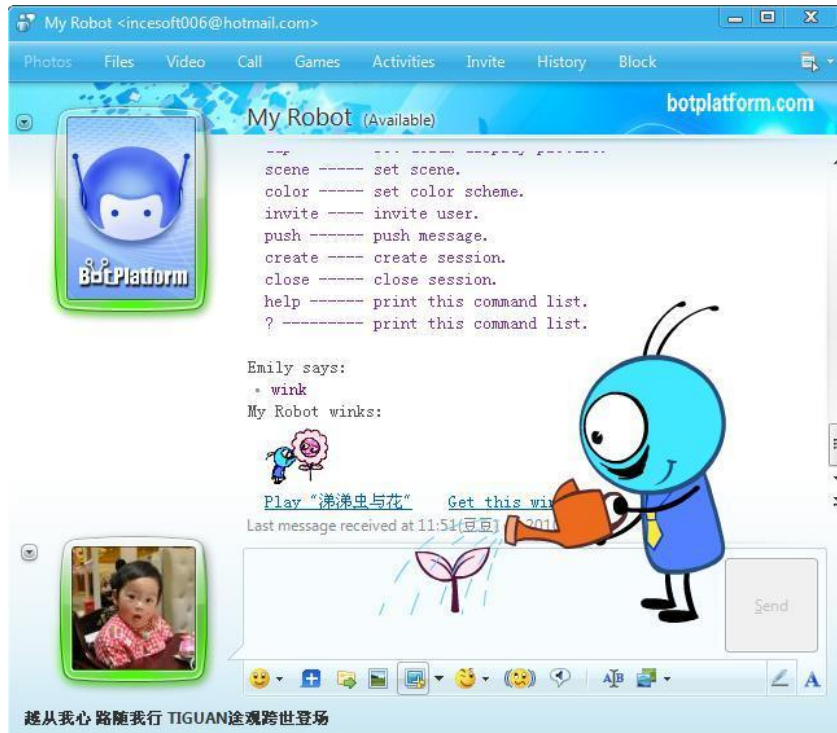 My Robot <incesoft006@hotmail.com>
Photos Files Video Call Games Activities Invite History Block
botplatform.com
My Robot (Available)
scene ----- set scene.
color ----- set color scheme.
invite ---- invite user.
push ------ push message.
create ---- create session.
close ----- close session.
help ------ print this command list.
? --------- print this command list.
BotPlatform
Emily says:
wink
My Robot winks:
Play "涕涕虫与花" Get this
Last message received at 11:51(豆豆)
Send
越从我心 路随我行 TIGUAN途观跨世登场